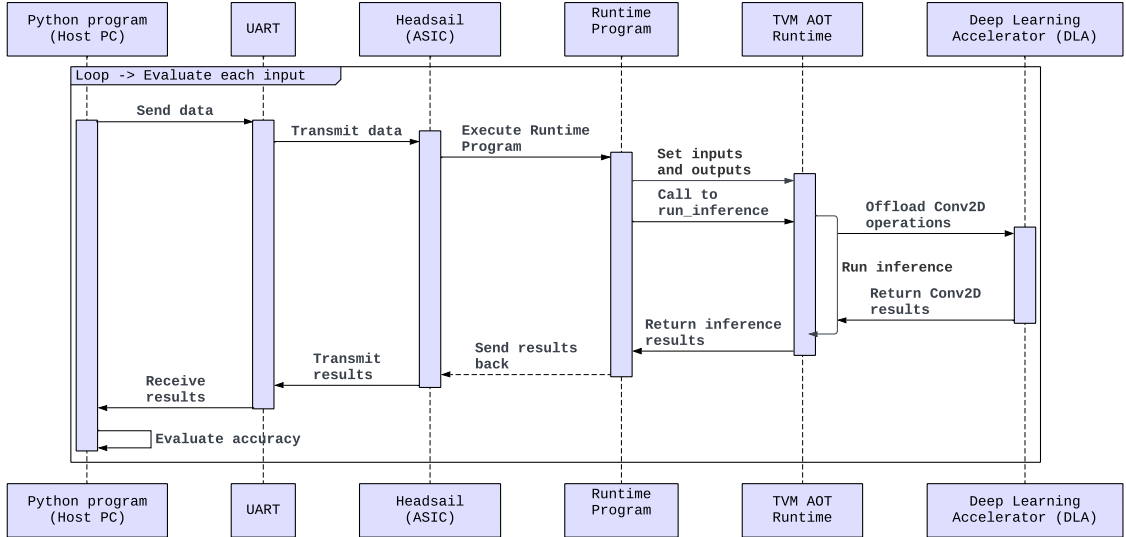 Python program
(Host PC)
UART
Headsail
(ASIC)
Runtime
Program
TVM AOT
Runtime
Deep Learning
Accelerator (DLA)
Loop -> Evaluate each input
Send data
Transmit data
Execute Runtime
Program
Set inputs
and outputs
Call to
run_inference
Offload Conv2D
operations
Run inference
Return Conv2D
results
Return inference
results
Send results
back
Transmit
results
Receive
results
Evaluate accuracy
Python program
(Host PC)
UART
Headsail
(ASIC)
Runtime
Program
TVM AOT
Runtime
Deep Learning
Accelerator (DLA)